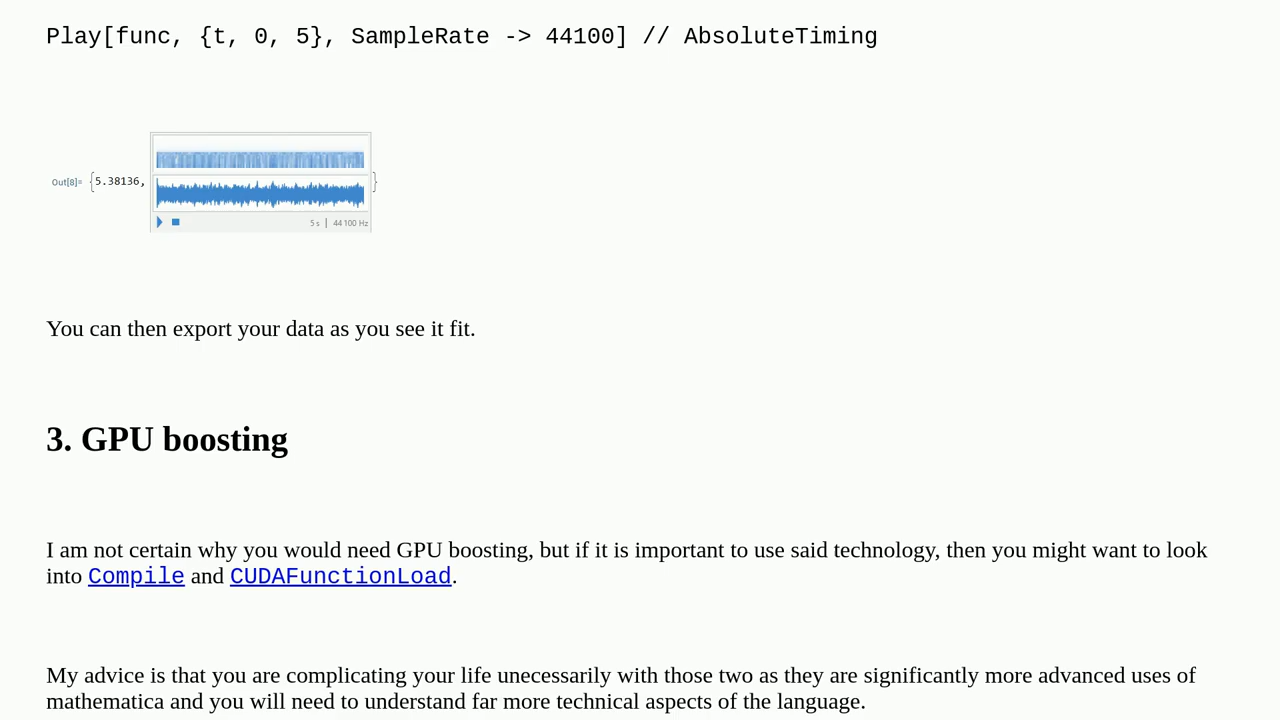 Play[func, {t, 0, 5}, SampleRate -> 44100] // AbsoluteTiming
Out[8]= {5.38136, }
5 s | 44 100 Hz
You can then export your data as you see it fit.
3. GPU boosting
I am not certain why you would need GPU boosting, but if it is important to use said technology, then you might want to look
into Compile and CUDAFunctionLoad.
My advice is that you are complicating your life unecessarily with those two as they are significantly more advanced uses of
mathematica and you will need to understand far more technical aspects of the language.